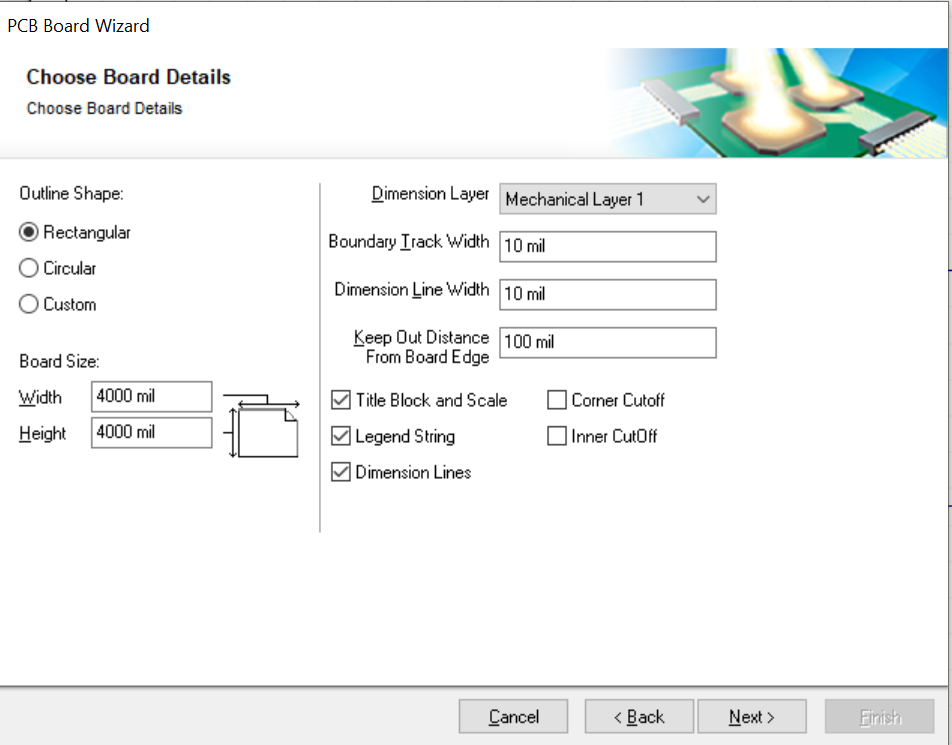 PCB Board Wizard
Choose Board Details
Choose Board Details
Outline Shape:
Rectangular
Circular
Custom
Board Size:
Width 4000 mil
Height 4000 mil
Dimension Layer Mechanical Layer 1
Boundary Track Width 10 mil
Dimension Line Width 10 mil
Keep Out Distance
From Board Edge 100 mil
Title Block and Scale Corner Cutoff
Legend String Inner CutOff
Dimension Lines
Cancel < Back Next > Finish